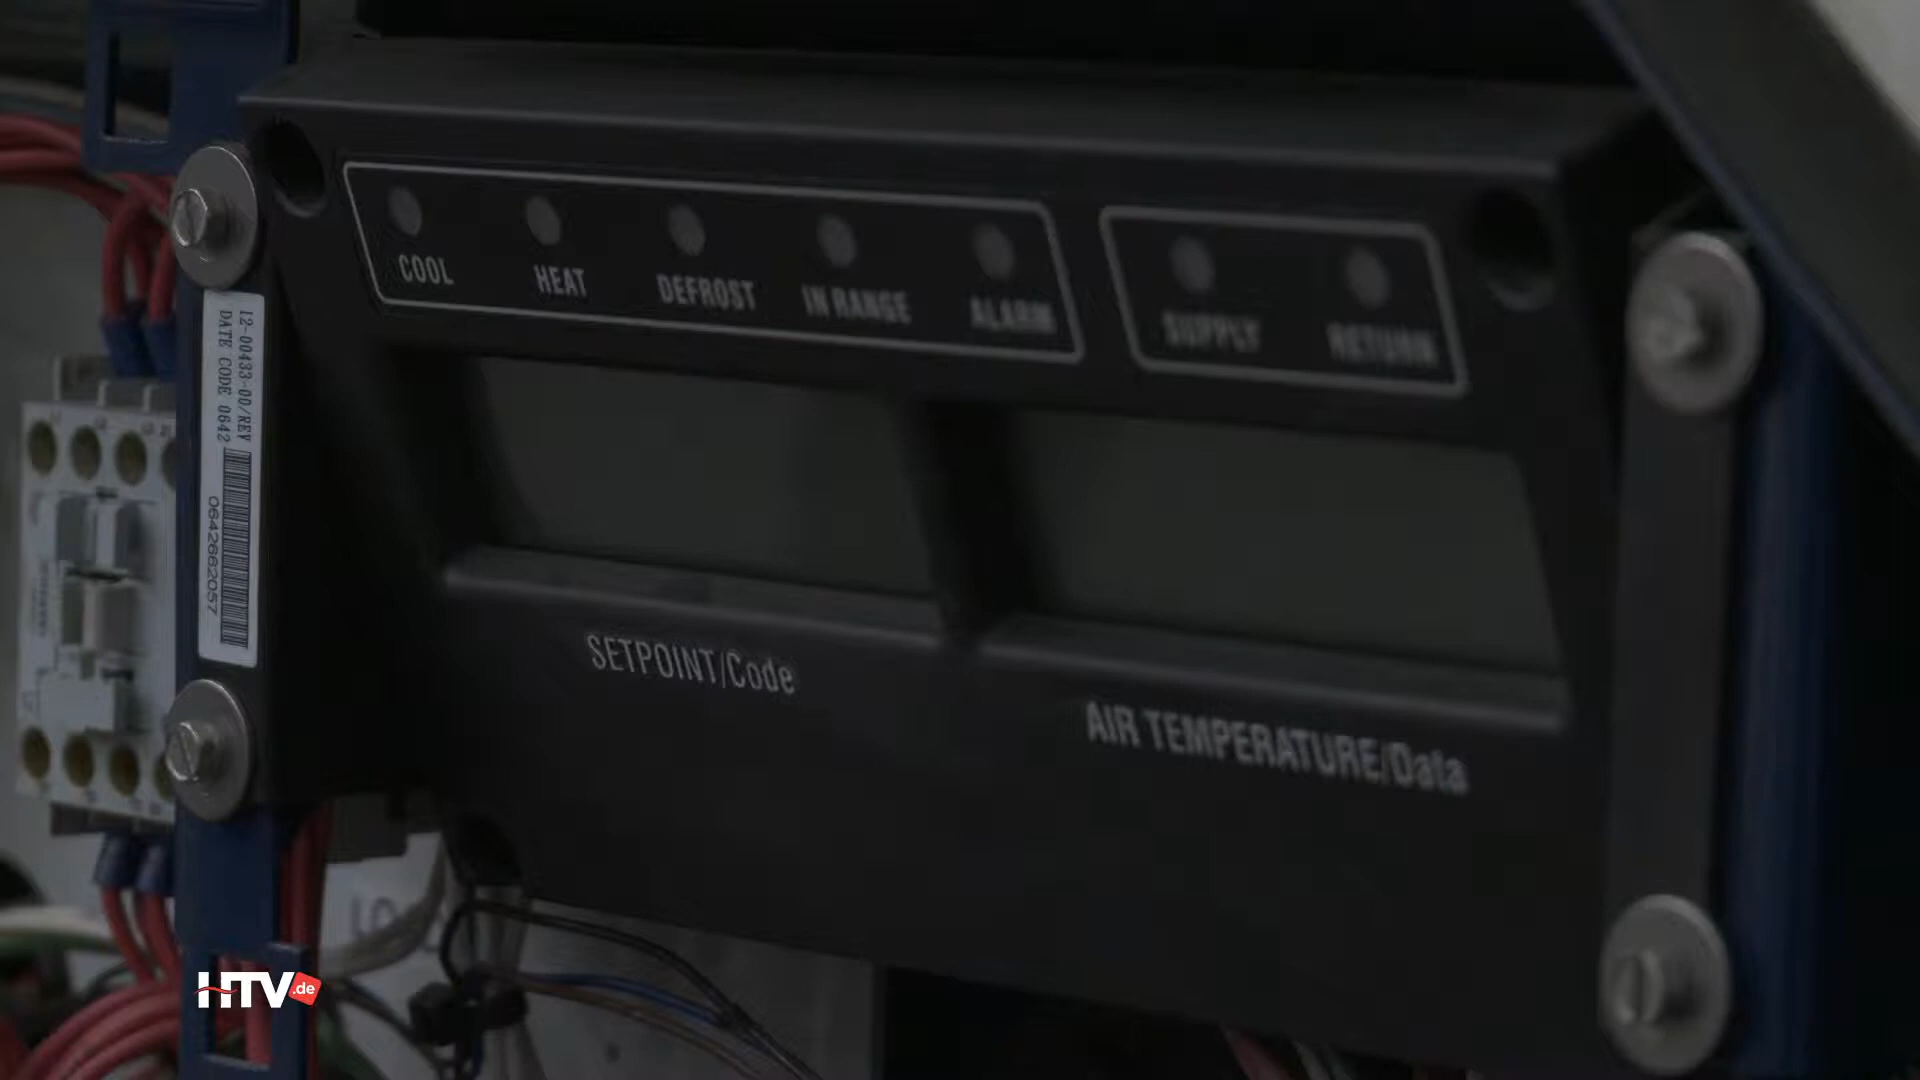 COOL
HEAT
DEFROST
IN RANGE
ALARM
SUPPLY
RETURN
12-00433-00/REV
DATE CODE 0642
0642662057
SETPOINT/Code
AIR TEMPERATURE/Data
HTV.de